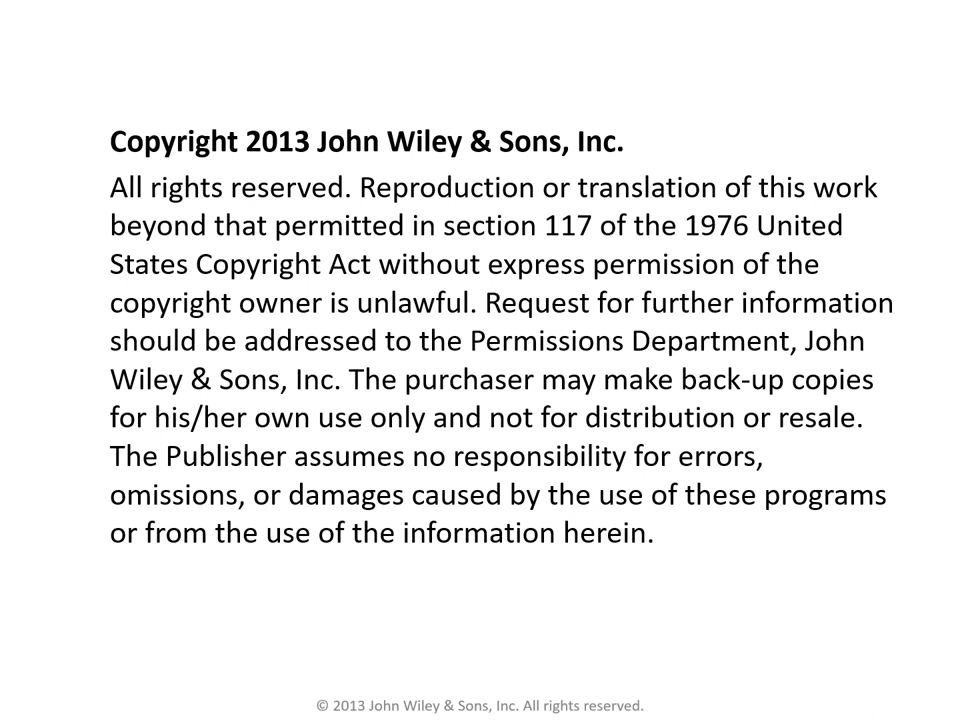 Copyright 2013 John Wiley & Sons, Inc.
All rights reserved. Reproduction or translation of this work
beyond that permitted in section 117 of the 1976 United
States Copyright Act without express permission of the
copyright owner is unlawful. Request for further information
should be addressed to the Permissions Department, John
Wiley & Sons, Inc. The purchaser may make back-up copies
for his/her own use only and not for distribution or resale.
The Publisher assumes no responsibility for errors,
omissions, or damages caused by the use of these programs
or from the use of the information herein.
© 2013 John Wiley & Sons, Inc. All rights reserved.